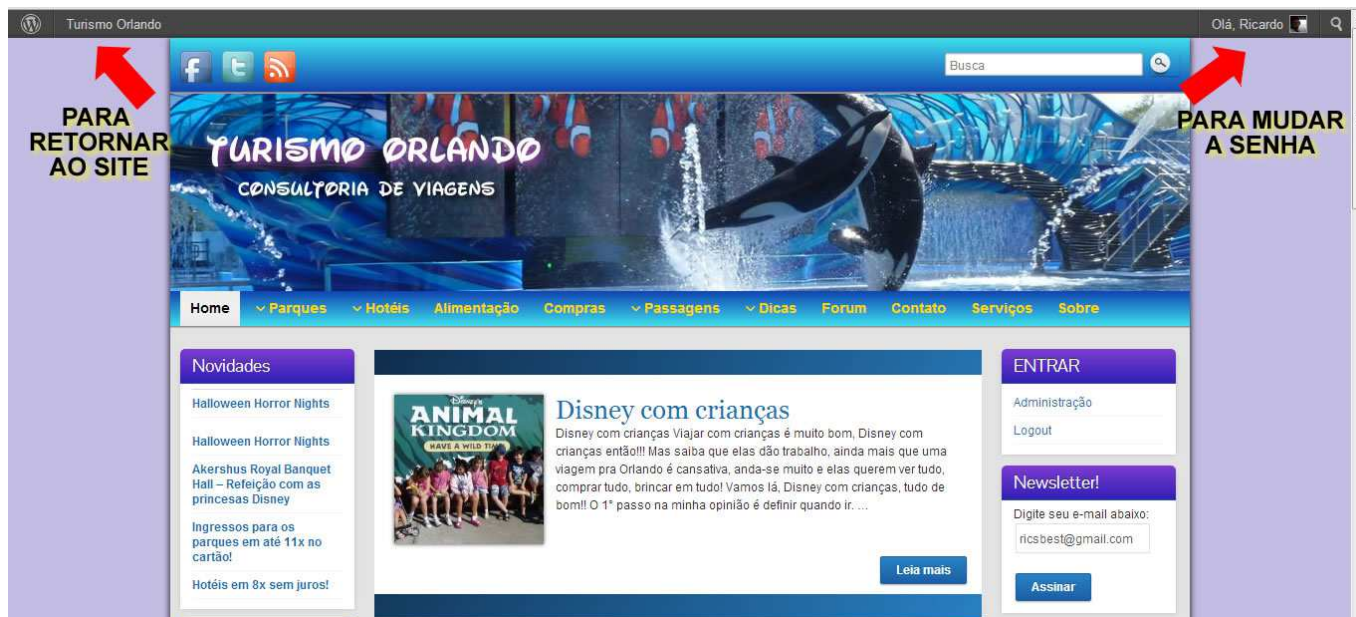 Turismo Orlando
Olá, Ricardo
PARA
RETORNAR
AO SITE
PARA MUDAR
A SENHA
Busca
TURISMO ORLANDO
CONSULTORIA DE VIAGENS
Home
Parques
Hotéis
Alimentação
Compras
Passagens
Dicas
Forum
Contato
Serviços
Sobre
Novidades
Halloween Horror Nights
Halloween Horror Nights
Akershus Royal Banquet
Hall – Refeição com as
princesas Disney
Ingressos para os
parques em até 11x no
cartão!
Hotéis em 8x sem juros!
Disney's
ANIMAL
KINGDOM
HAVE A WILD TIME
Disney com crianças
Disney com crianças Viajar com crianças é muito bom, Disney com
crianças então!!! Mas saiba que elas dão trabalho, ainda mais que uma
viagem pra Orlando é cansativa, anda-se muito e elas querem ver tudo,
comprar tudo, brincar em tudo! Vamos lá, Disney com crianças, tudo de
bom!! O 1° passo na minha opinião é definir quando ir. ...
Leia mais
ENTRAR
Administração
Logout
Newsletter!
Digite seu e-mail abaixo:
ricsbest@gmail.com
Assinar